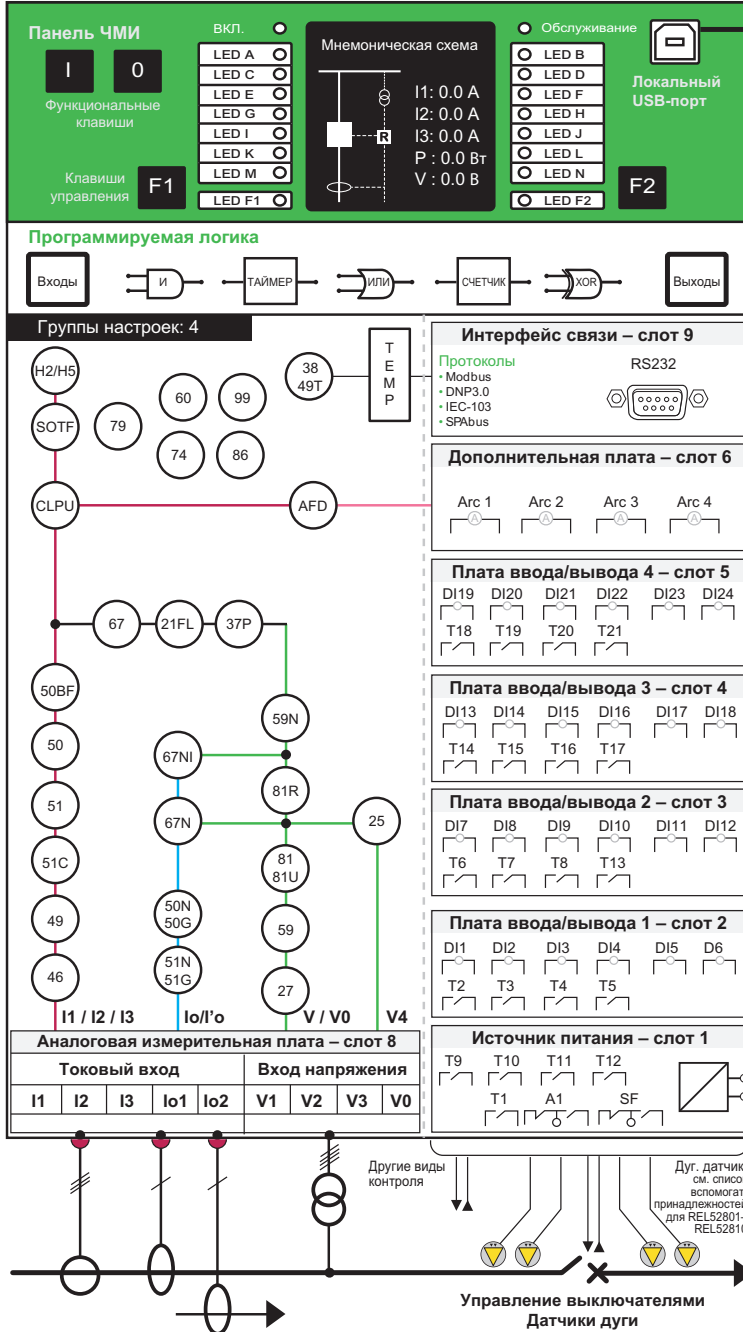 Панель ЧМИ
I
0
Функциональные
клавиши
Клавиши
управления
F1
ВКЛ.
LED A
LED C
LED E
LED G
LED I
LED K
LED M
LED F1
Мнемоническая схема
R
I1: 0.0 A
I2: 0.0 A
I3: 0.0 A
P : 0.0 Вт
V : 0.0 В
Обслуживание
LED B
LED D
LED F
LED H
LED J
LED L
LED N
LED F2
Локальный
USB-порт
F2
Программируемая логика
Входы
И
ТАЙМЕР
ИЛИ
СЧЕТЧИК
XOR
Выходы
Группы настроек: 4
H2/H5
SOTF
79
60
99
74
86
38
49T
TEMP
CLPU
AFD
67
21FL
37P
50BF
50
51
51C
49
46
67NI
67N
50N
50G
51N
51G
59N
81R
81
81U
59
27
25
I1 / I2 / I3
Io/I'o
V / V0
V4
Аналоговая измерительная плата – слот 8
Токовый вход
Вход напряжения
I1 I2 I3 Io1 Io2 V1 V2 V3 V0
Интерфейс связи – слот 9
Протоколы
• Modbus
• DNP3.0
• IEC-103
• SPAbus
RS232
Дополнительная плата – слот 6
Arc 1 Arc 2 Arc 3 Arc 4
A A A A
Плата ввода/вывода 4 – слот 5
DI19 DI20 DI21 DI22 DI23 DI24
T18 T19 T20 T21
Плата ввода/вывода 3 – слот 4
DI13 DI14 DI15 DI16 DI17 DI18
T14 T15 T16 T17
Плата ввода/вывода 2 – слот 3
DI7 DI8 DI9 DI10 DI11 DI12
T6 T7 T8 T13
Плата ввода/вывода 1 – слот 2
DI1 DI2 DI3 DI4 DI5 D6
T2 T3 T4 T5
Источник питания – слот 1
T9 T10 T11 T12
T1 A1 SF
Другие виды
контроля
Дуг. датчик
см. список
вспомогат
принадлежностей
для REL52801-
REL52810
Управление выключателями
Датчики дуги